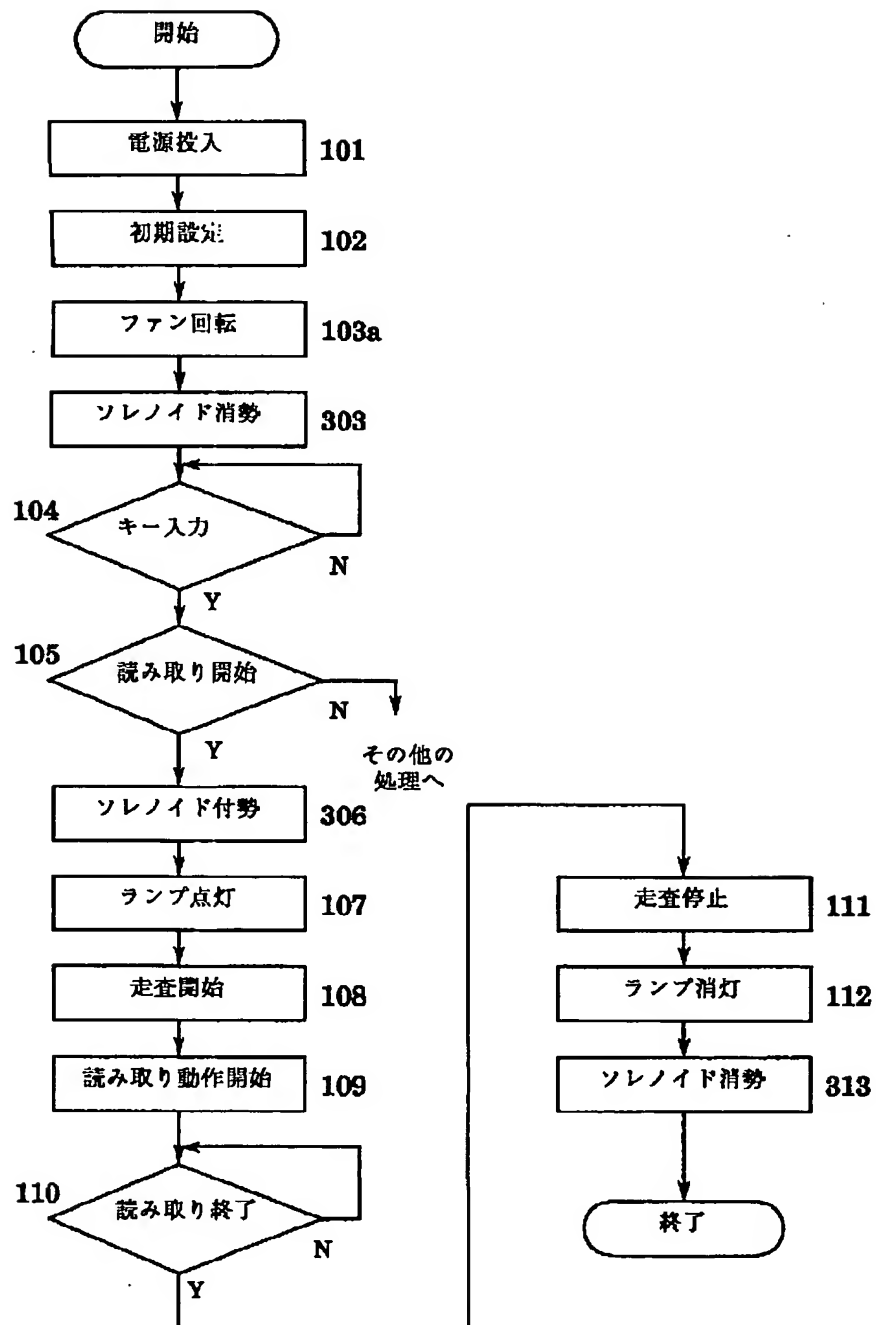 開始
電源投入 101
初期設定 102
ファン回転 103a
ソレノイド消勢 303
104 キー入力
N
Y
105 読み取り開始
N
Y
その他の
処理へ
ソレノイド付勢 306
ランプ点灯 107
走査開始 108
読み取り動作開始 109
110 読み取り終了
N
Y
走査停止 111
ランプ消灯 112
ソレノイド消勢 313
終了